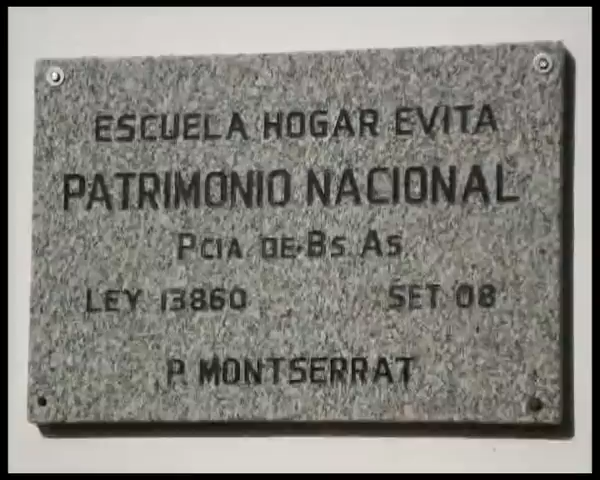 ESCUELA HOGAR EVITA
PATRIMONIO NACIONAL
PCIA DE BS AS
LEY 13860 SET 08
P. MONTSERRAT